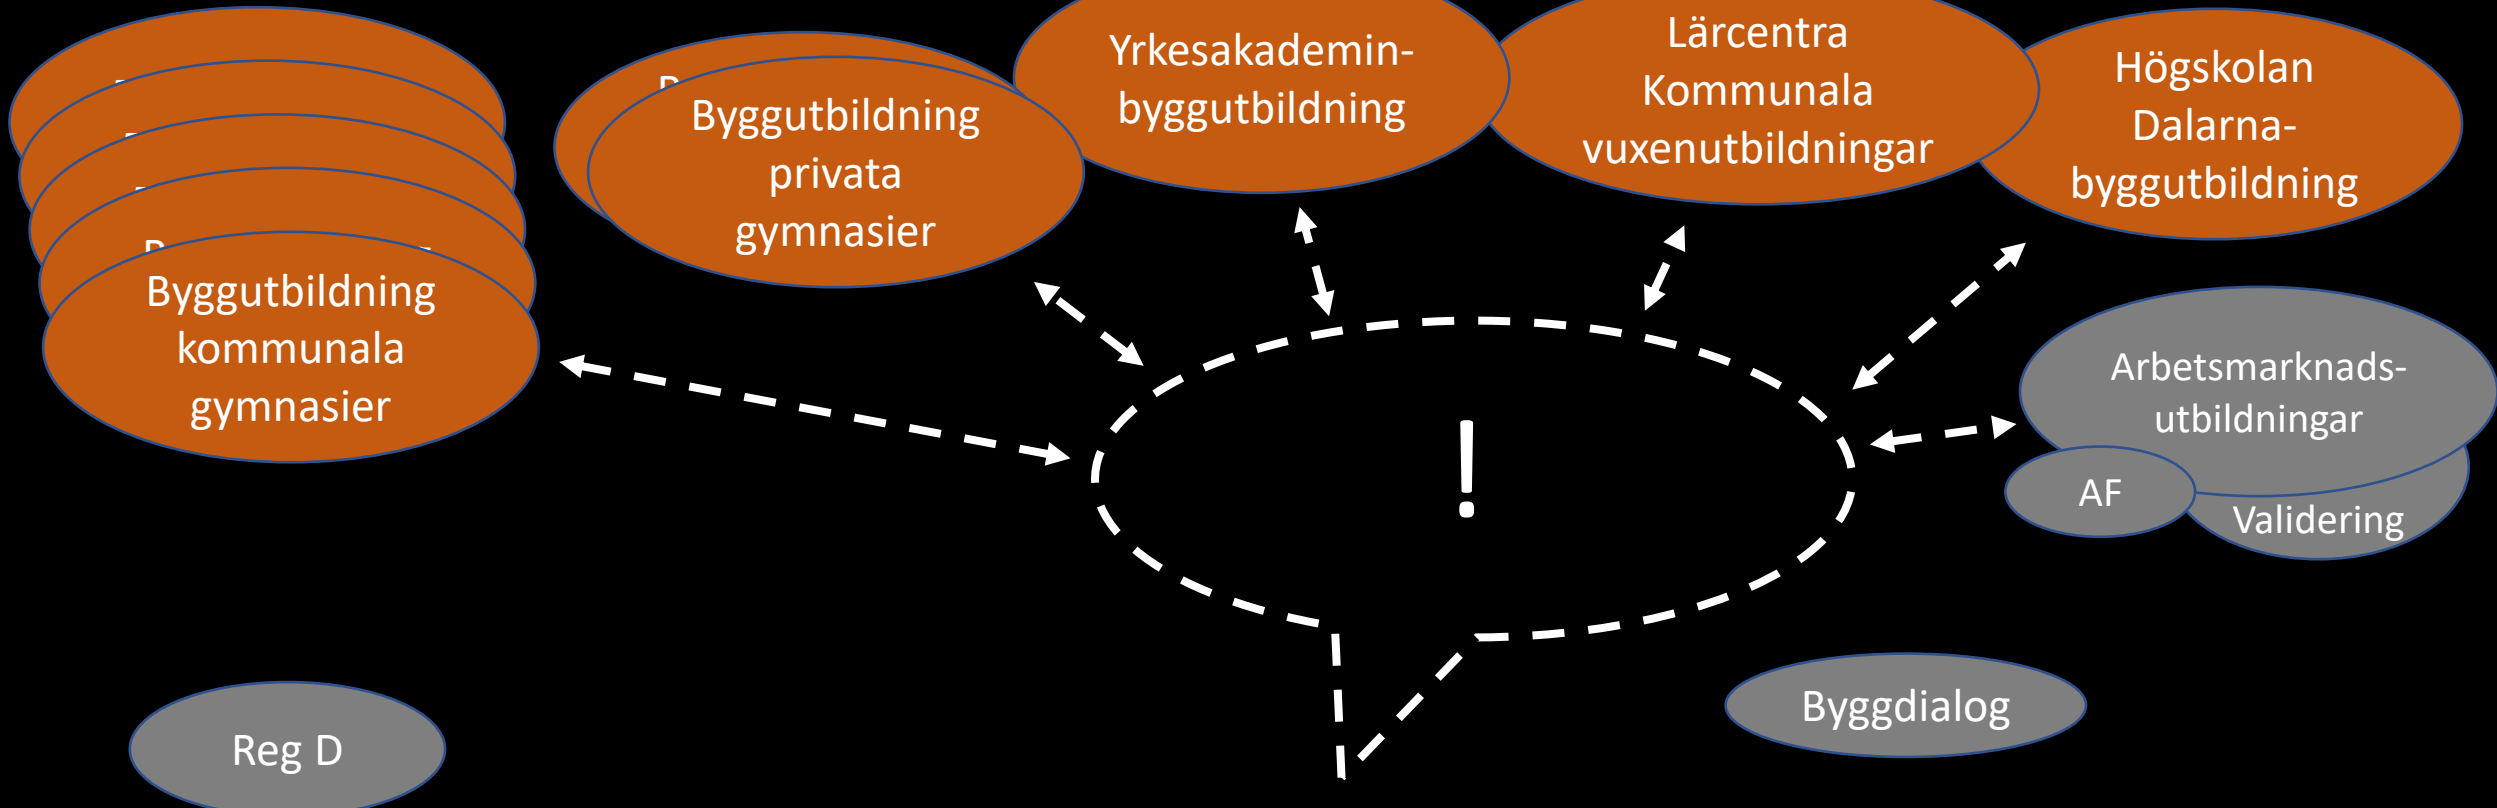 Byggutbildning
kommunala
gymnasier
Byggutbildning
privata
gymnasier
Yrkesakademin-
byggutbildning
Lärcentra
Kommunala
vuxenutbildningar
Högskolan
Dalarna-
byggutbildning
Arbetsmarknads-
utbildningar
AF
Validering
!
Reg D
Byggdialog